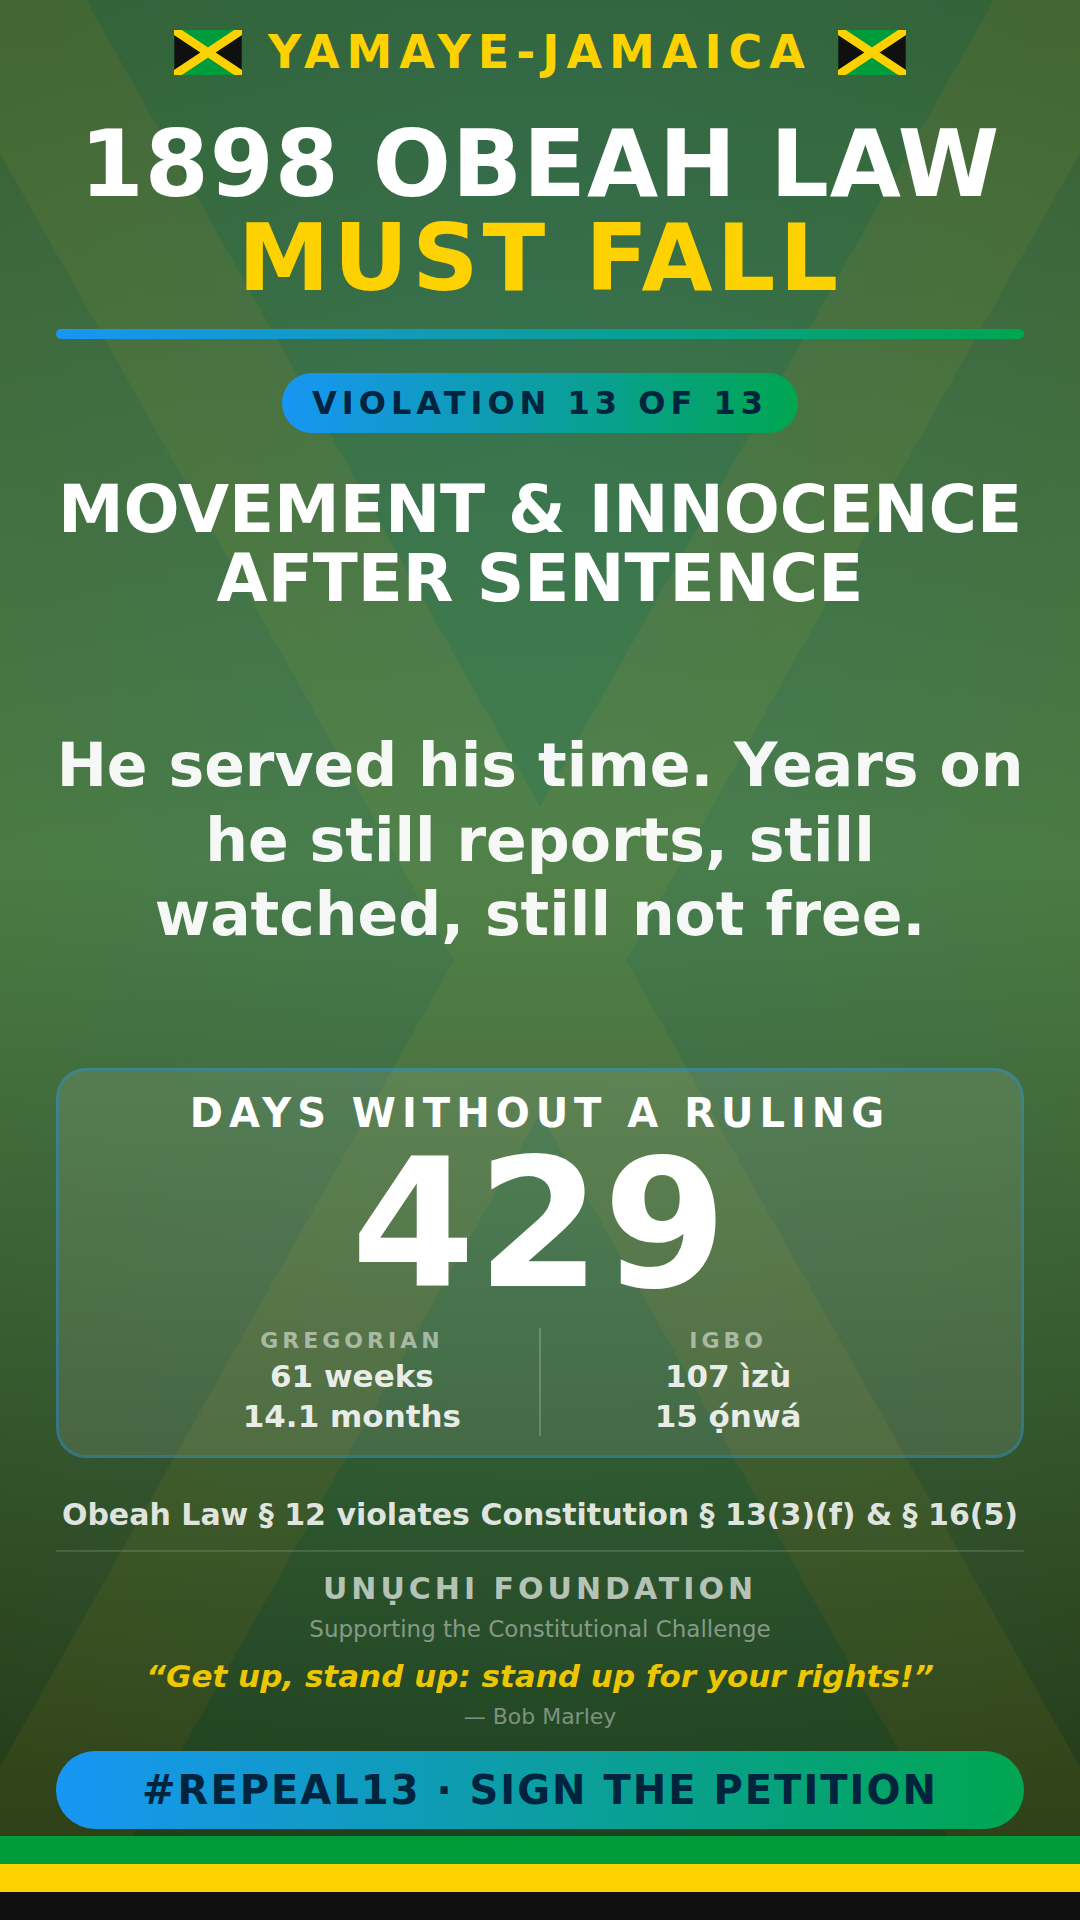 YAMAYE-JAMAICA
1898 OBEAH LAW
MUST FALL
VIOLATION 13 OF 13
MOVEMENT & INNOCENCE
AFTER SENTENCE
He served his time. Years on
he still reports, still
watched, still not free.
DAYS WITHOUT A RULING
429
GREGORIAN
61 weeks
14.1 months
IGBO
107 ìzù
15 ọ́nwá
Obeah Law § 12 violates Constitution § 13(3)(f) & § 16(5)
UNỤCHI FOUNDATION
Supporting the Constitutional Challenge
“Get up, stand up: stand up for your rights!”
— Bob Marley
#REPEAL13 · SIGN THE PETITION